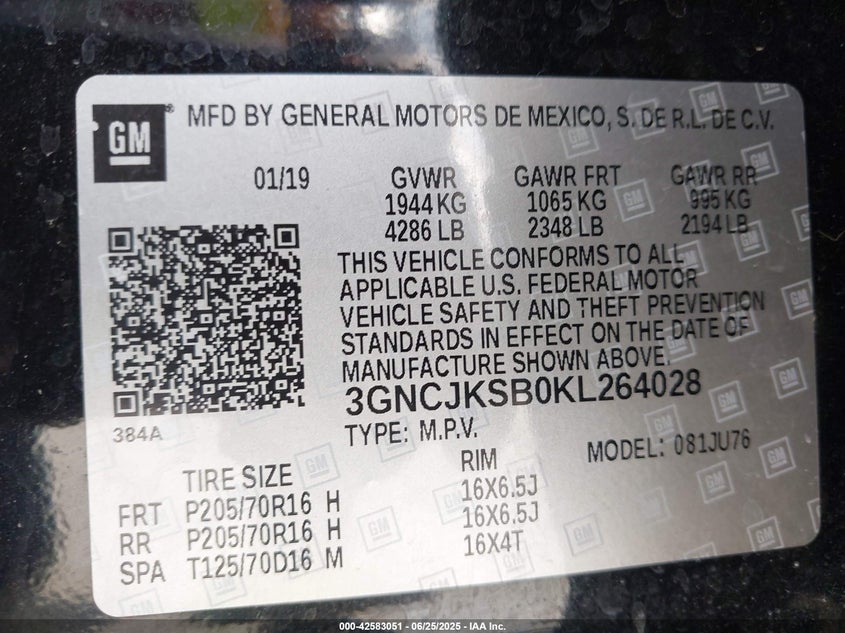 GM ® MFD BY GENERAL MOTORS DE MEXICO, S. DE R.L. DE C.V.
01/19 GVWR GAWR FRT GAWR RR
1944 KG 1065 KG 995 KG
4286 LB 2348 LB 2194 LB
THIS VEHICLE CONFORMS TO ALL
APPLICABLE U.S. FEDERAL MOTOR
VEHICLE SAFETY AND THEFT PREVENTION
STANDARDS IN EFFECT ON THE DATE OF
MANUFACTURE SHOWN ABOVE.
3GNCJKSB0KL264028
384A
TYPE: M.P.V. MODEL: 081JU76
TIRE SIZE RIM
FRT P205/70R16 H 16X6.5J
RR P205/70R16 H 16X6.5J
SPA T125/70D16 M 16X4T
000-42583051 - 06/25/2025 - IAA Inc.